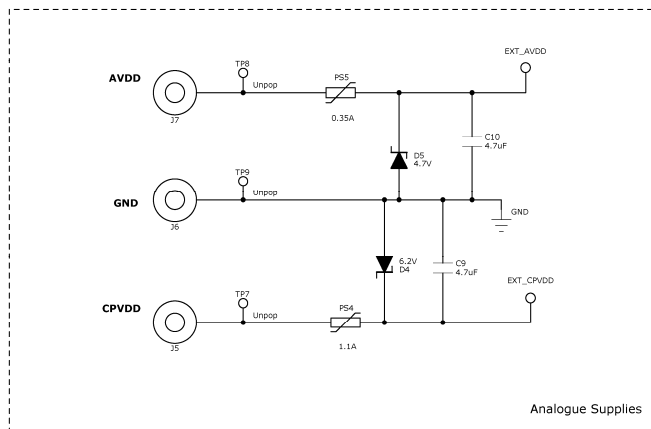 EXT_AVDD
TP8
AVDD
Unpop
PS5
J7
0.35A
C10
4.7uF
D5
4.7V
TP9
Unpop
GND
GND
J6
6.2V
D4
C9
4.7uF
EXT_CPVDD
TP7
CPVDD
Unpop
PS4
J5
1.1A
Analogue Supplies